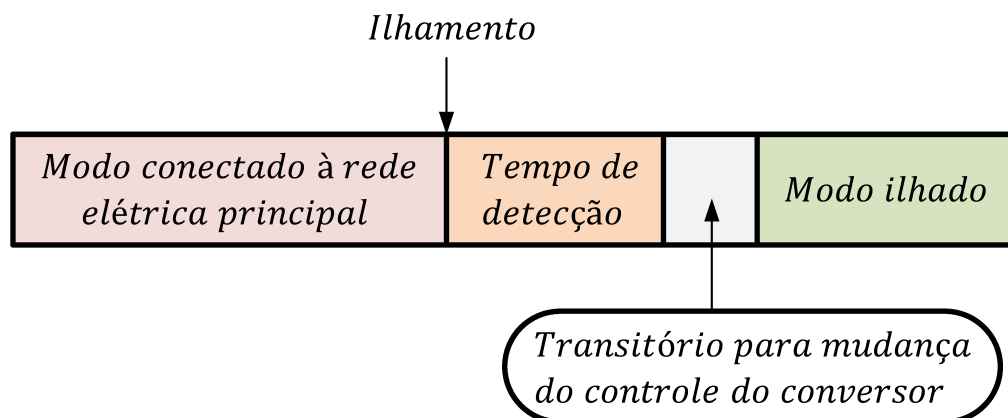 Ilhamento
Modo conectado à rede
elétrica principal
Tempo de
detecção
Modo ilhado
Transitório para mudança
do controle do conversor